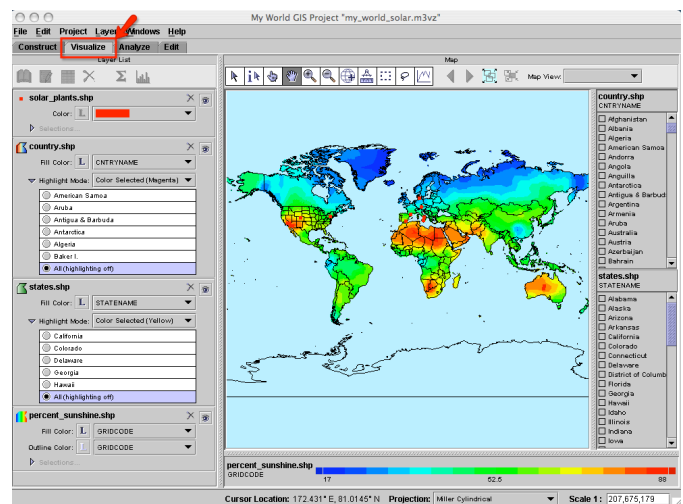 My World GIS Project "my_world_solar.m3vz"
File Edit Project Layer Windows Help
Construct Visualize Analyze Edit
Layer List
Map
Map View:
solar_plants.shp
Color: L
Selections...
country.shp
Fill Color: L CNTRYNAME
Highlight Mode: Color Selected (Magenta)
American Samoa
Aruba
Antigua & Barbuda
Antarctica
Algeria
Baker I.
All (highlighting off)
states.shp
Fill Color: L STATENAME
Highlight Mode: Color Selected (Yellow)
California
Colorado
Delaware
Georgia
Hawaii
All (highlighting off)
percent_sunshine.shp
Fill Color: L GRIDCODE
Outline Color: L GRIDCODE
Selections...
country.shp
CNTRYNAME
Afghanistan
Albania
Algeria
American Samoa
Andorra
Angola
Anguilla
Antarctica
Antigua & Barbud
Argentina
Armenia
Aruba
Australia
Austria
Azerbaijan
Bahrain
states.shp
STATENAME
Alabama
Alaska
Arizona
Arkansas
California
Colorado
Connecticut
Delaware
District of Columb
Florida
Georgia
Hawaii
Idaho
Illinois
Indiana
Iowa
percent_sunshine.shp
GRIDCODE
17 52.5 88
Cursor Location: 172.431° E, 81.0145° N Projection: Miller Cylindrical Scale 1: 207,675,179